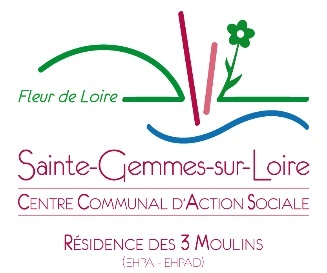 Fleur de Loire
Sainte-Gemmes-sur-Loire
Centre Communal d'Action Sociale
Résidence des 3 Moulins
(EHPA - EHPAD)